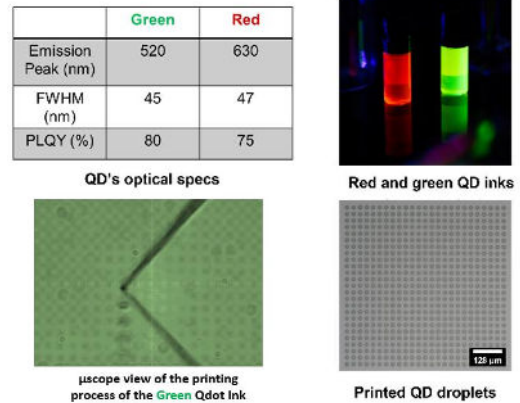 Green Red
Emission Peak (nm) 520 630
FWHM (nm) 45 47
PLQY (%) 80 75
QD's optical specs
Red and green QD inks
128 µm
µscope view of the printing
process of the Green Qdot Ink
Printed QD droplets